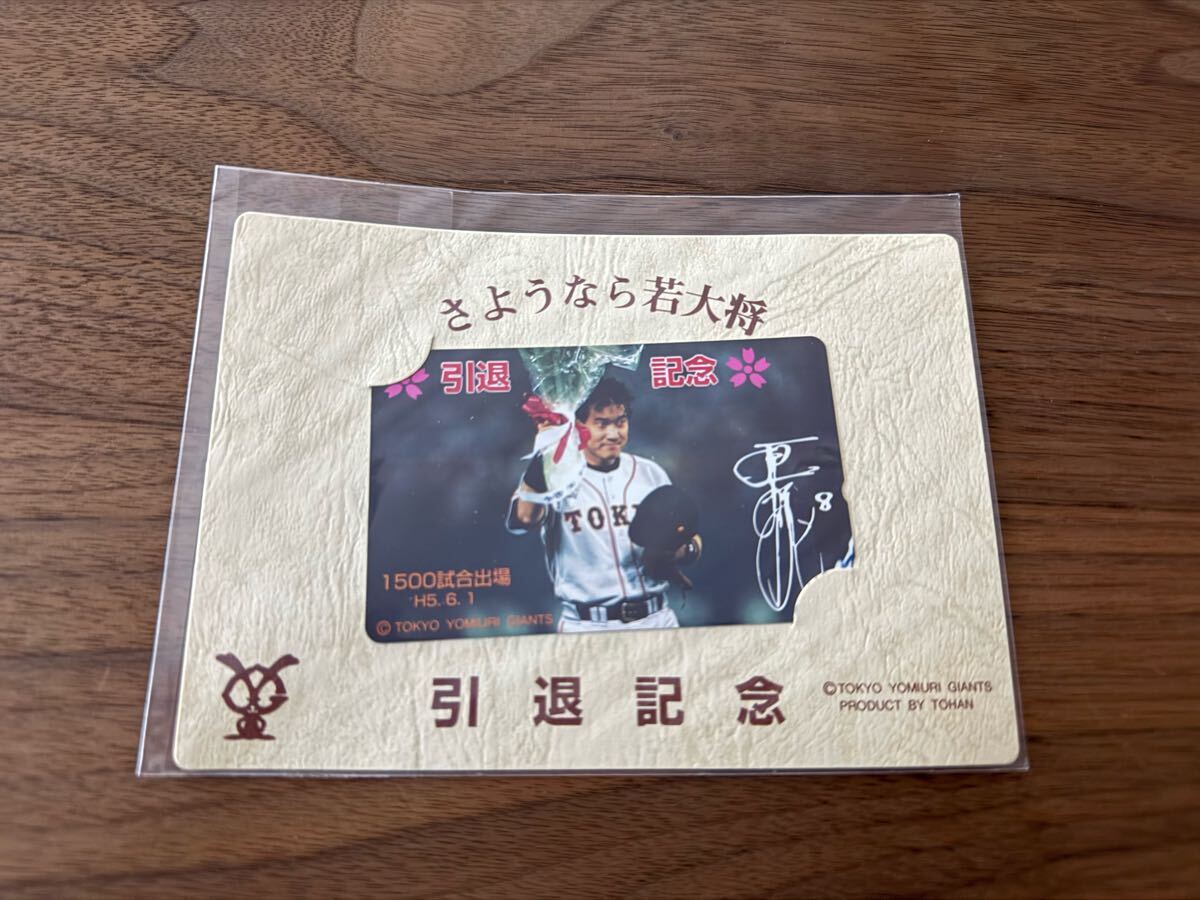 さようなら若大将
引退 記念
TOK
8
1500試合出場
H5.6.1
© TOKYO YOMIURI GIANTS
引退記念
©TOKYO YOMIURI GIANTS
PRODUCT BY TOHAN